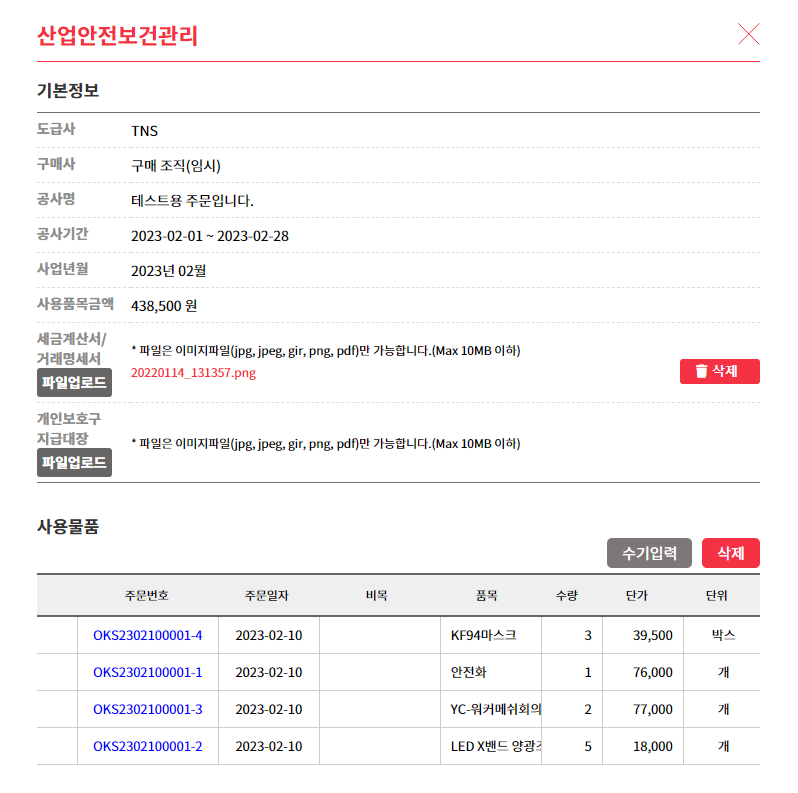 산업안전보건관리
기본정보
도급사 TNS
구매사 구매 조직(임시)
공사명 테스트용 주문입니다.
공사기간 2023-02-01 ~ 2023-02-28
사업년월 2023년 02월
사용품목금액 438,500 원
세금계산서/
거래명세서
파일업로드
* 파일은 이미지파일(jpg, jpeg, gir, png, pdf)만 가능합니다.(Max 10MB 이하)
20220114_131357.png
삭제
개인보호구
지급대장
파일업로드
* 파일은 이미지파일(jpg, jpeg, gir, png, pdf)만 가능합니다.(Max 10MB 이하)
사용물품
수기입력 삭제
주문번호 주문일자 비목 품목 수량 단가 단위
OKS2302100001-4 2023-02-10 KF94마스크 3 39,500 박스
OKS2302100001-1 2023-02-10 안전화 1 76,000 개
OKS2302100001-3 2023-02-10 YC-워커메쉬회의 2 77,000 개
OKS2302100001-2 2023-02-10 LED X밴드 양광 5 18,000 개